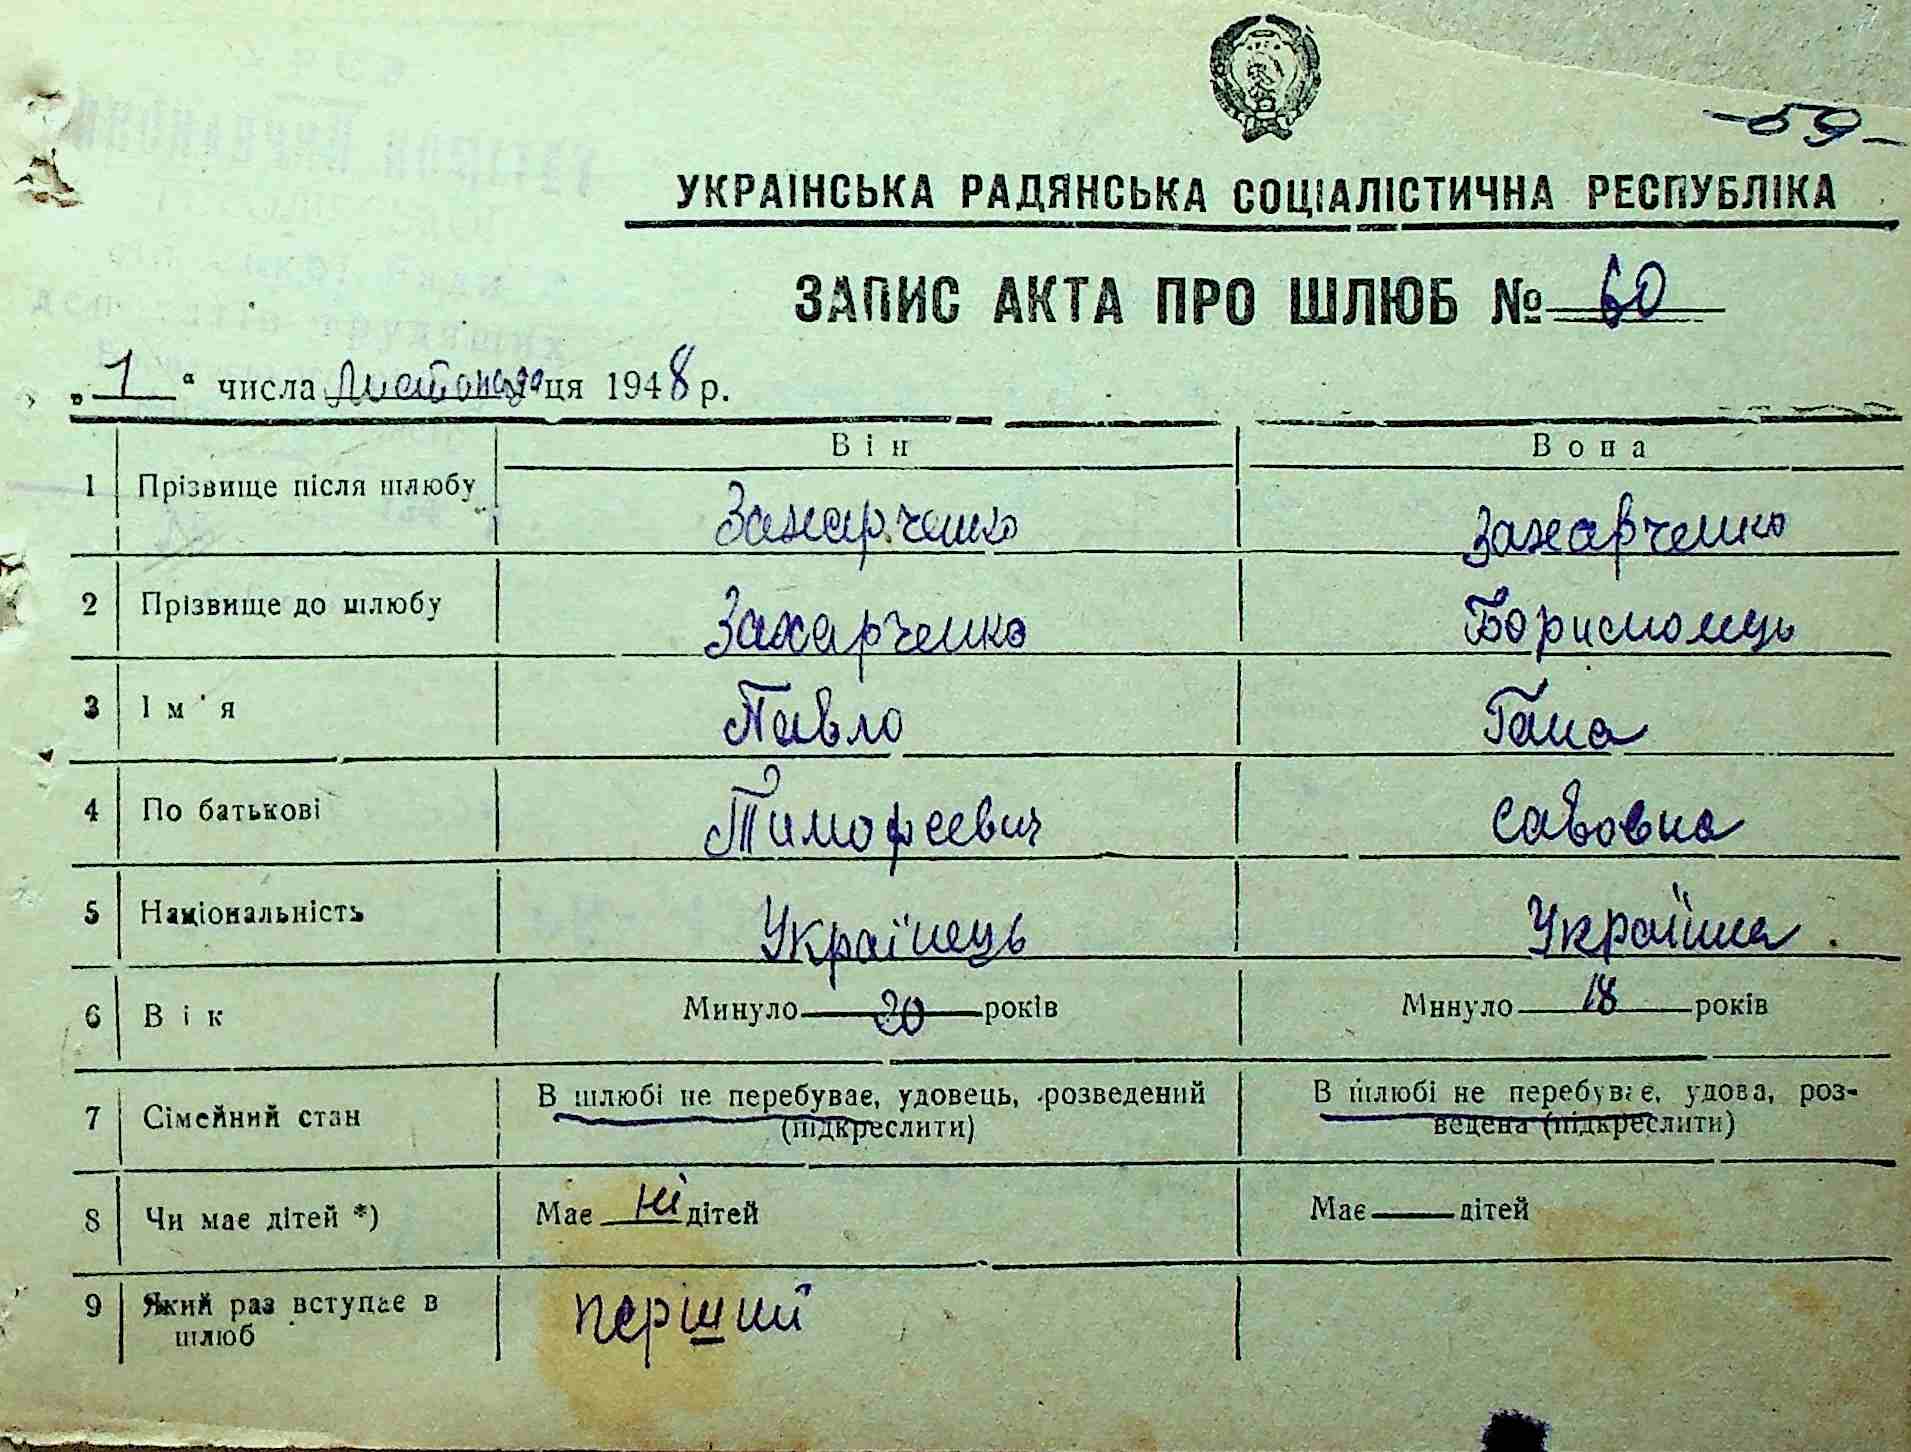 -59-
УКРАЇНСЬКА РАДЯНСЬКА СОЦІАЛІСТИЧНА РЕСПУБЛІКА
ЗАПИС АКТА ПРО ШЛЮБ № 60
„1“ числа Листопада ця 1948 р.
Він Вона
1 Прізвище після шлюбу Захарченко Захарченко
2 Прізвище до шлюбу Захарченко
3 Ім'я Павло Гана
4 По батькові Тимофеевич Савовна
5 Національність Українець Українка
6 Вік Минуло 20 років Минуло 18 років
7 Сімейний стан В шлюбі не перебуває, удовець, розведений (підкреслити) В шлюбі не перебуває, удова, розведена (підкреслити)
8 Чи має дітей *) Має ні дітей Має — дітей
9 Який раз вступає в шлюб перший